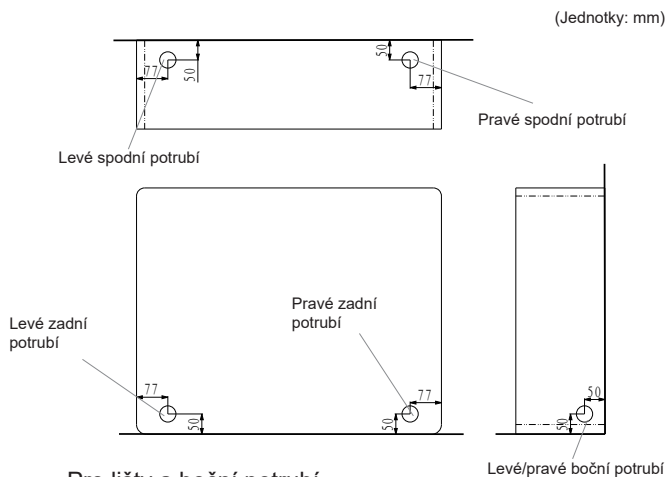 (Jednotky: mm)
77
50
50
77
Pravé spodní potrubí
Levé spodní potrubí
Levé zadní
potrubí
Pravé zadní
potrubí
77
50
77
50
50
50
Levé/pravé boční potrubí